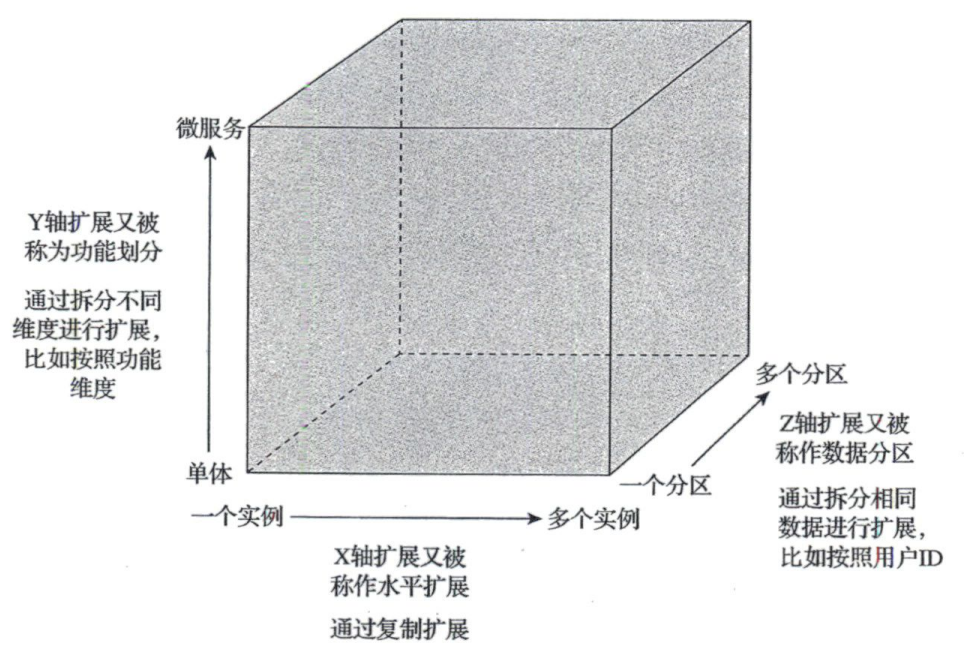 微服务
Y轴扩展又被
称为功能划分
通过拆分不同
维度进行扩展，
比如按照功能
维度
单体
一个实例
多个实例
X轴扩展又被
称作水平扩展
通过复制扩展
一个分区
多个分区
Z轴扩展又被
称作数据分区
通过拆分相同
数据进行扩展，
比如按照用户ID